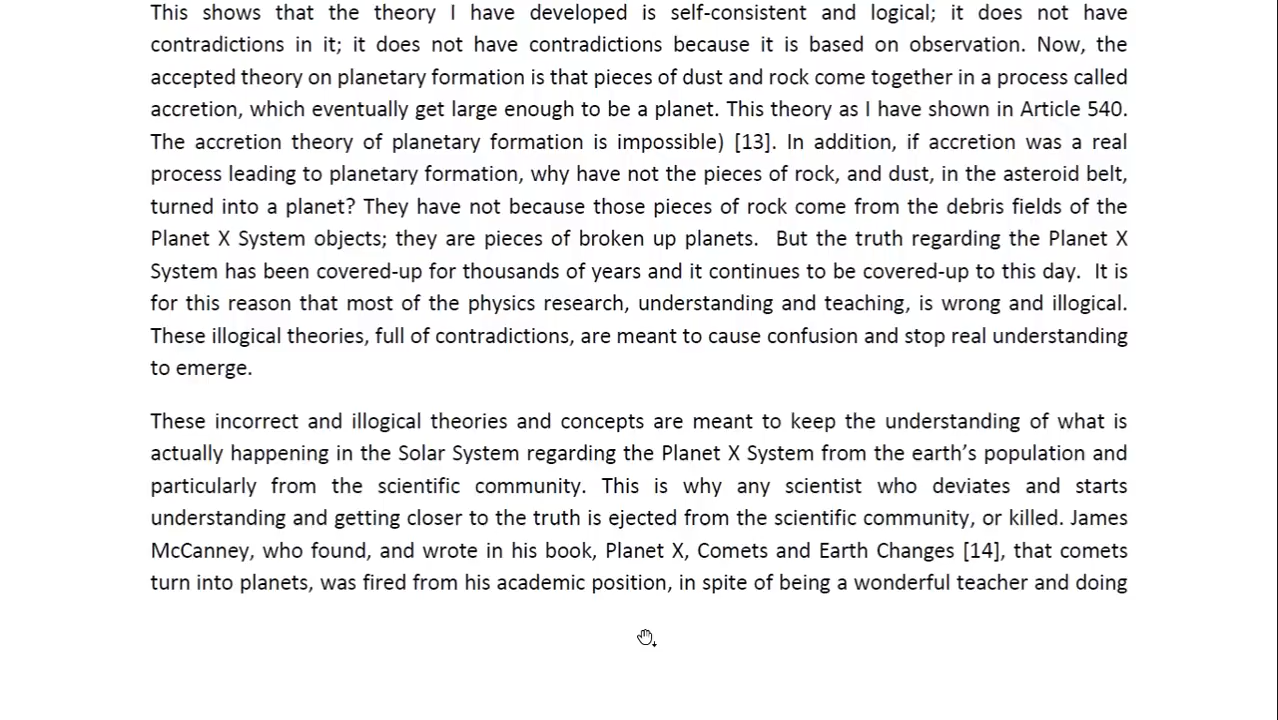 This shows that the theory I have developed is self-consistent and logical; it does not have
contradictions in it; it does not have contradictions because it is based on observation. Now, the
accepted theory on planetary formation is that pieces of dust and rock come together in a process called
accretion, which eventually get large enough to be a planet. This theory as I have shown in Article 540.
The accretion theory of planetary formation is impossible) [13]. In addition, if accretion was a real
process leading to planetary formation, why have not the pieces of rock, and dust, in the asteroid belt,
turned into a planet? They have not because those pieces of rock come from the debris fields of the
Planet X System objects; they are pieces of broken up planets.  But the truth regarding the Planet X
System has been covered-up for thousands of years and it continues to be covered-up to this day.  It is
for this reason that most of the physics research, understanding and teaching, is wrong and illogical.
These illogical theories, full of contradictions, are meant to cause confusion and stop real understanding
to emerge.
These incorrect and illogical theories and concepts are meant to keep the understanding of what is
actually happening in the Solar System regarding the Planet X System from the earth’s population and
particularly from the scientific community. This is why any scientist who deviates and starts
understanding and getting closer to the truth is ejected from the scientific community, or killed. James
McCanney, who found, and wrote in his book, Planet X, Comets and Earth Changes [14], that comets
turn into planets, was fired from his academic position, in spite of being a wonderful teacher and doing